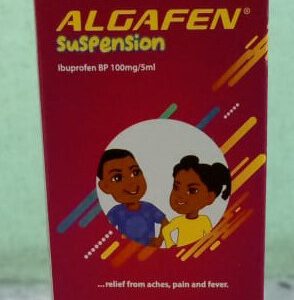 ALGAFEN®
suspension
Ibuprofen BP 100mg/5ml
...relief from aches, pain and fever.